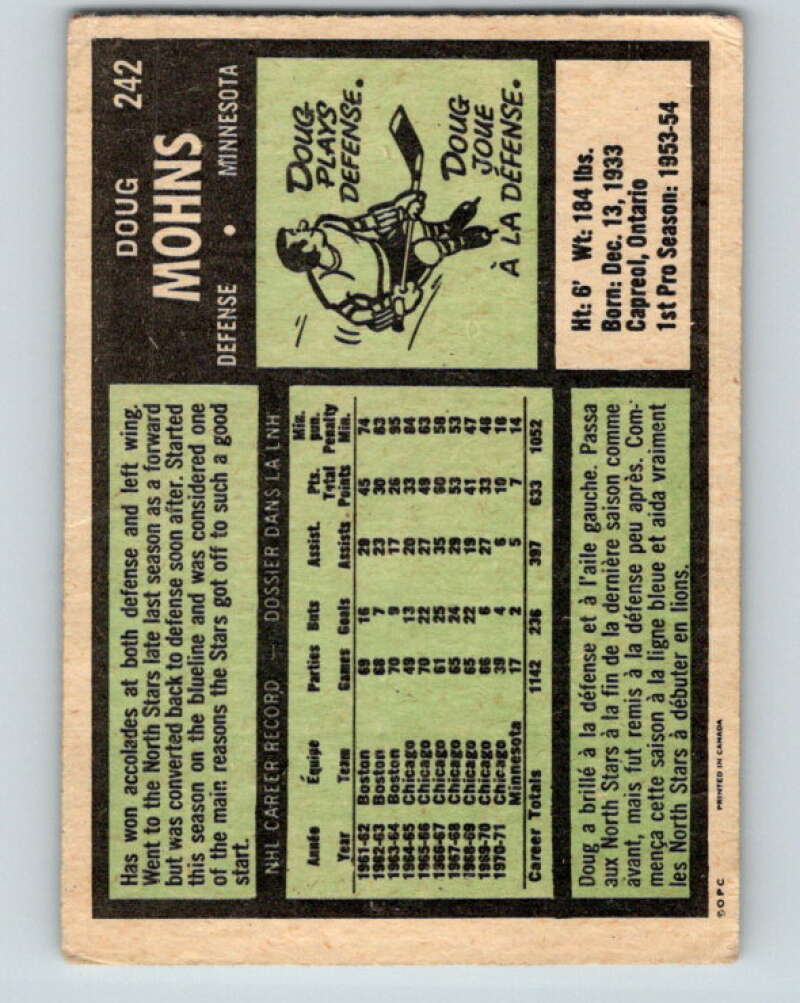 DOUG 242
MOHNS
DEFENSE • MINNESOTA
Has won accolades at both defense and left wing.
Went to the North Stars late last season as a forward
but was converted back to defense soon after. Started
this season on the blueline and was considered one
of the main reasons the Stars got off to such a good
start.
DOUG
PLAYS
DEFENSE.
DOUG
JOUE
À LA DÉFENSE.
NHL CAREER RECORD — DOSSIER DANS LA LNH
Année Équipe Parties Buts Assist. Pts. Min. pun.
Year Team Games Goals Assists Total Points Penalty Min.
1961-62 Boston 69 16 29 45 74
1962-63 Boston 68 7 23 30 63
1963-64 Boston 70 9 17 26 95
1964-65 Chicago 49 13 20 33 84
1965-66 Chicago 70 22 27 49 63
1966-67 Chicago 61 25 35 60 58
1967-68 Chicago 65 24 29 53 53
1968-69 Chicago 65 22 19 41 47
1969-70 Chicago 66 6 27 33 46
1970-71 Chicago 39 4 6 10 16
Minnesota 17 2 5 7 14
Career Totals 1142 236 397 633 1052
Ht: 6' Wt: 184 lbs.
Born: Dec. 13, 1933
Capreol, Ontario
1st Pro Season: 1953-54
Doug a brillé à la défense et à l'aile gauche. Passa
aux North Stars à la fin de la dernière saison comme
avant, mais fut remis à la défense peu après. Com-
mença cette saison à la ligne bleue et aida vraiment
les North Stars à débuter en lions.
© O P C PRINTED IN CANADA